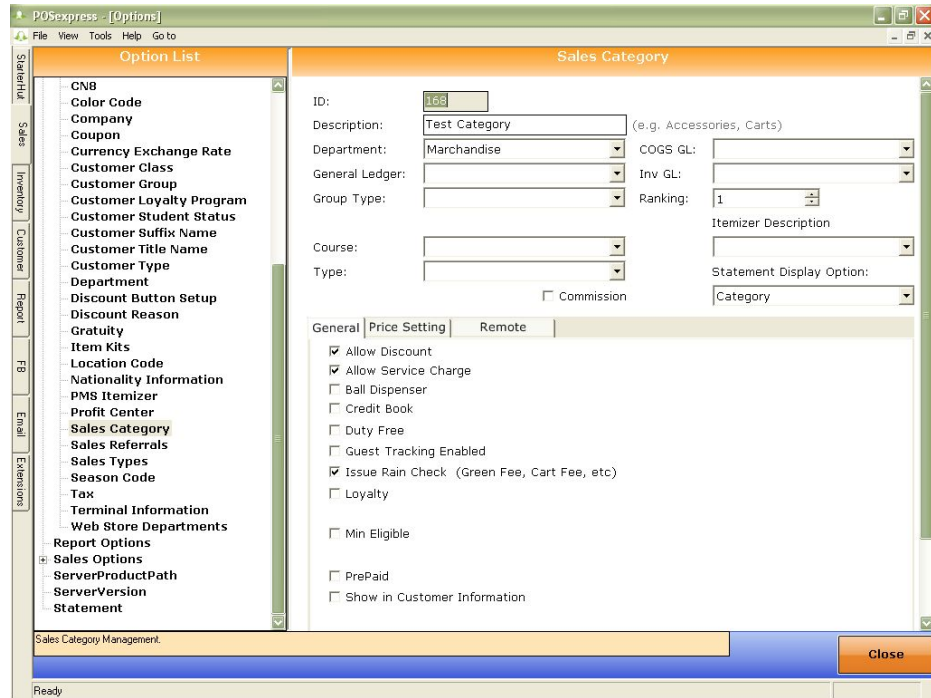 POSexpress - [Options]
File View Tools Help Go to
Option List
Sales Category
StarterHut
Sales
Inventory
Customer
Report
FB
Email
Extensions
CN8
Color Code
Company
Coupon
Currency Exchange Rate
Customer Class
Customer Group
Customer Loyalty Program
Customer Student Status
Customer Suffix Name
Customer Title Name
Customer Type
Department
Discount Button Setup
Discount Reason
Gratuity
Item Kits
Location Code
Nationality Information
PMS Itemizer
Profit Center
Sales Category
Sales Referrals
Sales Types
Season Code
Tax
Terminal Information
Web Store Departments
Report Options
Sales Options
ServerProductPath
ServerVersion
Statement
ID: 168
Description: Test Category (e.g. Accessories, Carts)
Department: Marchandise COGS GL:
General Ledger: Inv GL:
Group Type: Ranking: 1
Itemizer Description
Course:
Type: Statement Display Option:
Commission Category
General Price Setting Remote
Allow Discount
Allow Service Charge
Ball Dispenser
Credit Book
Duty Free
Guest Tracking Enabled
Issue Rain Check (Green Fee, Cart Fee, etc)
Loyalty
Min Eligible
PrePaid
Show in Customer Information
Sales Category Management.
Close
Ready